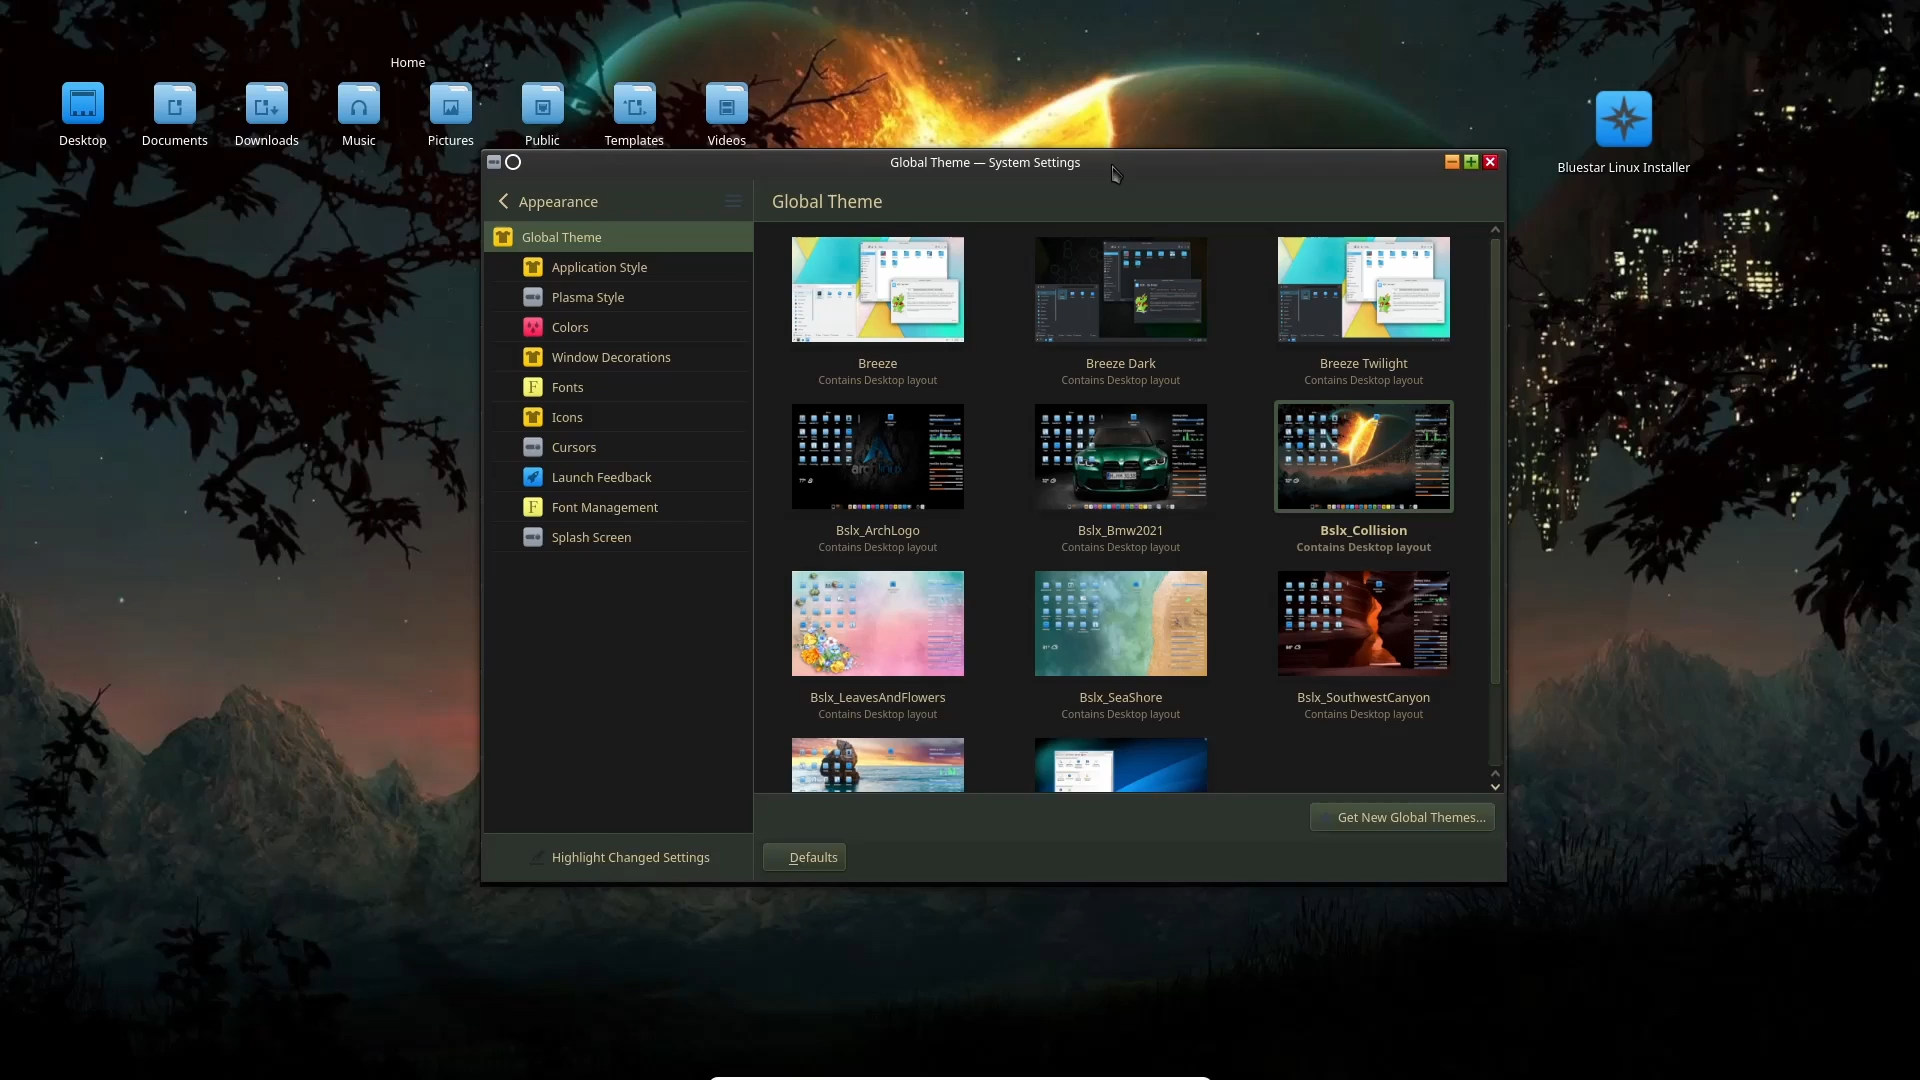 Home
Desktop
Documents
Downloads
Music
Pictures
Public
Templates
Videos
Bluestar Linux Installer
Global Theme — System Settings
Appearance
Global Theme
Global Theme
Application Style
Plasma Style
Colors
Window Decorations
Fonts
Icons
Cursors
Launch Feedback
Font Management
Splash Screen
Highlight Changed Settings
Breeze
Contains Desktop layout
Breeze Dark
Contains Desktop layout
Breeze Twilight
Contains Desktop layout
Bslx_ArchLogo
Contains Desktop layout
Bslx_Bmw2021
Contains Desktop layout
Bslx_Collision
Contains Desktop layout
Bslx_LeavesAndFlowers
Contains Desktop layout
Bslx_SeaShore
Contains Desktop layout
Bslx_SouthwestCanyon
Contains Desktop layout
Get New Global Themes...
Defaults